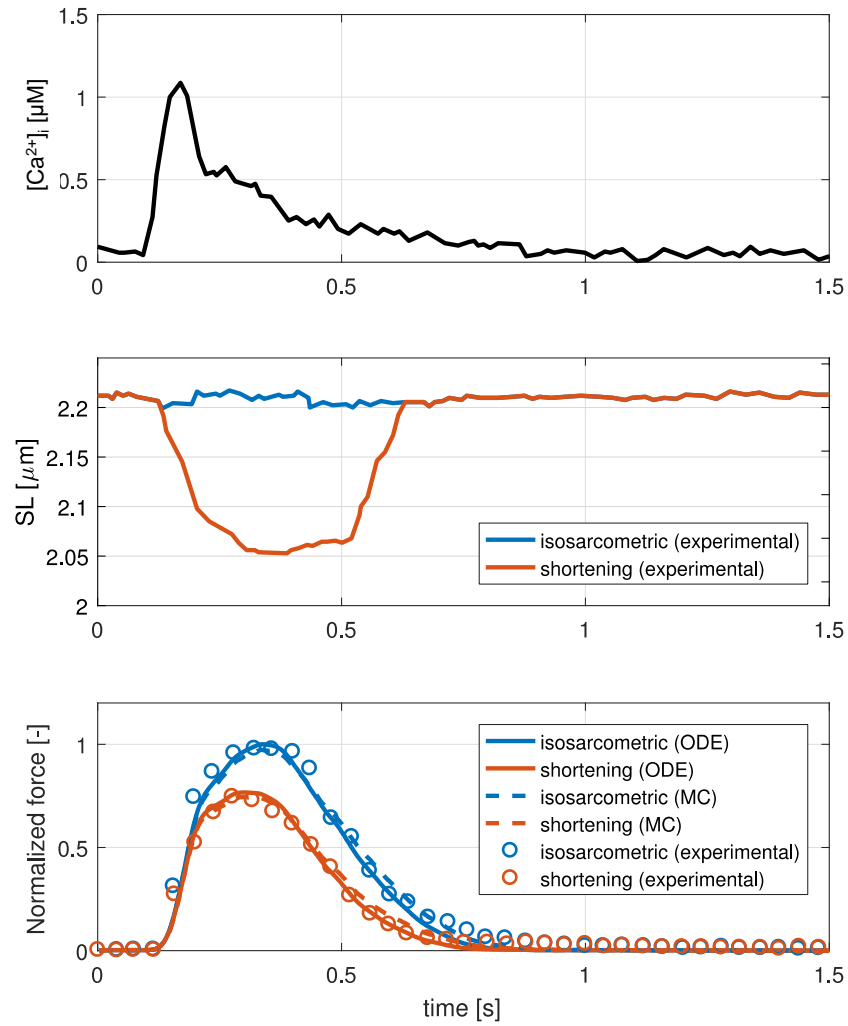 1.5
1
0.5
0
[Ca²⁺]ᵢ [µM]
0 0.5 1 1.5
2.2
2.15
2.1
2.05
2
SL [μm]
isosarcometric (experimental)
shortening (experimental)
0 0.5 1 1.5
1
0.5
0
Normalized force [-]
isosarcometric (ODE)
shortening (ODE)
isosarcometric (MC)
shortening (MC)
isosarcometric (experimental)
shortening (experimental)
0 0.5 1 1.5
time [s]